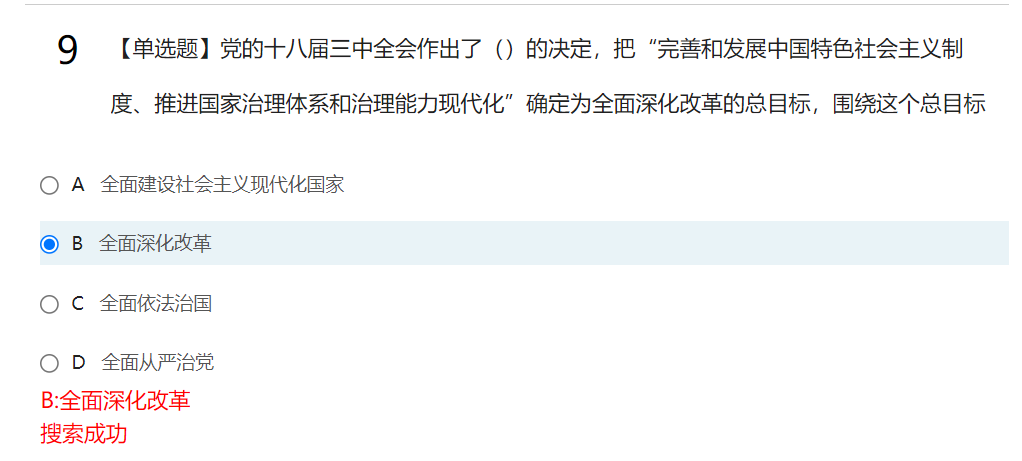 9 【单选题】党的十八届三中全会作出了（）的决定，把“完善和发展中国特色社会主义制
度、推进国家治理体系和治理能力现代化”确定为全面深化改革的总目标，围绕这个总目标
A 全面建设社会主义现代化国家
B 全面深化改革
C 全面依法治国
D 全面从严治党
B:全面深化改革
搜索成功